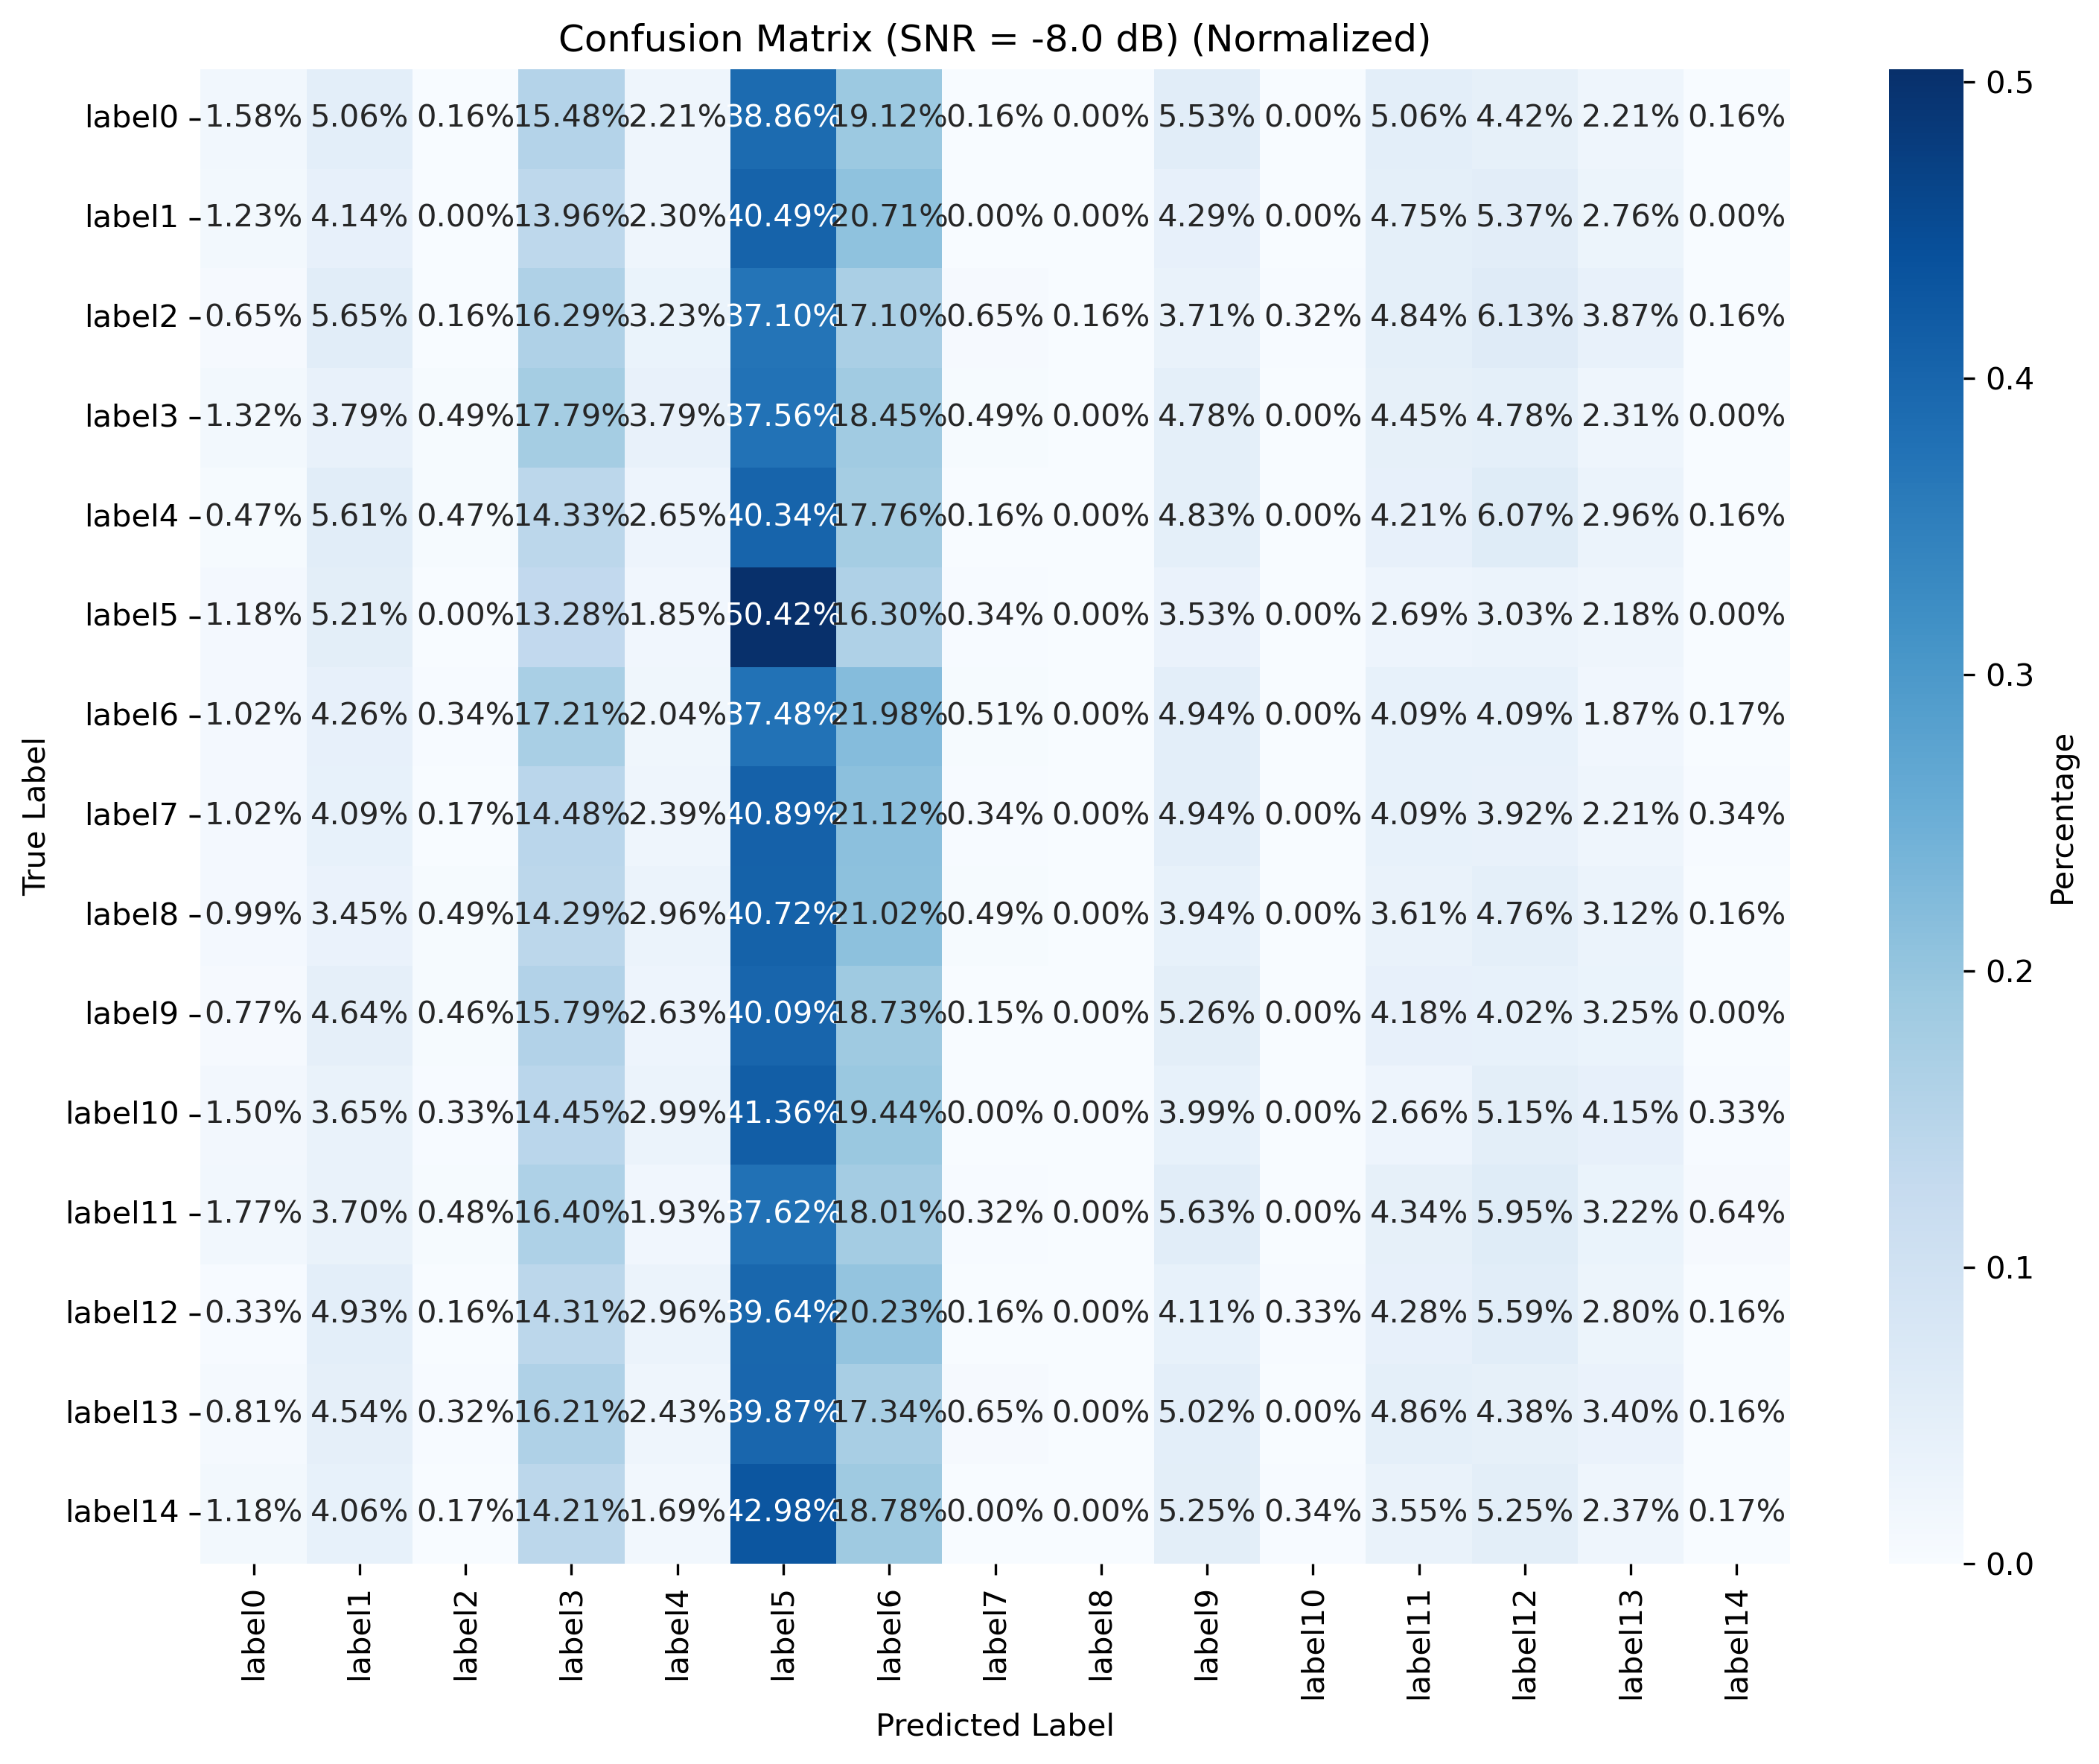 Confusion Matrix (SNR = -8.0 dB) (Normalized)
label0 1.58% 5.06% 0.16% 15.48% 2.21% 38.86% 19.12% 0.16% 0.00% 5.53% 0.00% 5.06% 4.42% 2.21% 0.16%
label1 1.23% 4.14% 0.00% 13.96% 2.30% 40.49% 20.71% 0.00% 0.00% 4.29% 0.00% 4.75% 5.37% 2.76% 0.00%
label2 0.65% 5.65% 0.16% 16.29% 3.23% 37.10% 17.10% 0.65% 0.16% 3.71% 0.32% 4.84% 6.13% 3.87% 0.16%
label3 1.32% 3.79% 0.49% 17.79% 3.79% 37.56% 18.45% 0.49% 0.00% 4.78% 0.00% 4.45% 4.78% 2.31% 0.00%
label4 0.47% 5.61% 0.47% 14.33% 2.65% 40.34% 17.76% 0.16% 0.00% 4.83% 0.00% 4.21% 6.07% 2.96% 0.16%
label5 1.18% 5.21% 0.00% 13.28% 1.85% 50.42% 16.30% 0.34% 0.00% 3.53% 0.00% 2.69% 3.03% 2.18% 0.00%
label6 1.02% 4.26% 0.34% 17.21% 2.04% 37.48% 21.98% 0.51% 0.00% 4.94% 0.00% 4.09% 4.09% 1.87% 0.17%
label7 1.02% 4.09% 0.17% 14.48% 2.39% 40.89% 21.12% 0.34% 0.00% 4.94% 0.00% 4.09% 3.92% 2.21% 0.34%
label8 0.99% 3.45% 0.49% 14.29% 2.96% 40.72% 21.02% 0.49% 0.00% 3.94% 0.00% 3.61% 4.76% 3.12% 0.16%
label9 0.77% 4.64% 0.46% 15.79% 2.63% 40.09% 18.73% 0.15% 0.00% 5.26% 0.00% 4.18% 4.02% 3.25% 0.00%
label10 1.50% 3.65% 0.33% 14.45% 2.99% 41.36% 19.44% 0.00% 0.00% 3.99% 0.00% 2.66% 5.15% 4.15% 0.33%
label11 1.77% 3.70% 0.48% 16.40% 1.93% 37.62% 18.01% 0.32% 0.00% 5.63% 0.00% 4.34% 5.95% 3.22% 0.64%
label12 0.33% 4.93% 0.16% 14.31% 2.96% 39.64% 20.23% 0.16% 0.00% 4.11% 0.33% 4.28% 5.59% 2.80% 0.16%
label13 0.81% 4.54% 0.32% 16.21% 2.43% 39.87% 17.34% 0.65% 0.00% 5.02% 0.00% 4.86% 4.38% 3.40% 0.16%
label14 1.18% 4.06% 0.17% 14.21% 1.69% 42.98% 18.78% 0.00% 0.00% 5.25% 0.34% 3.55% 5.25% 2.37% 0.17%
label0 label1 label2 label3 label4 label5 label6 label7 label8 label9 label10 label11 label12 label13 label14
Predicted Label
True Label
0.5
0.4
0.3
0.2
0.1
0.0
Percentage